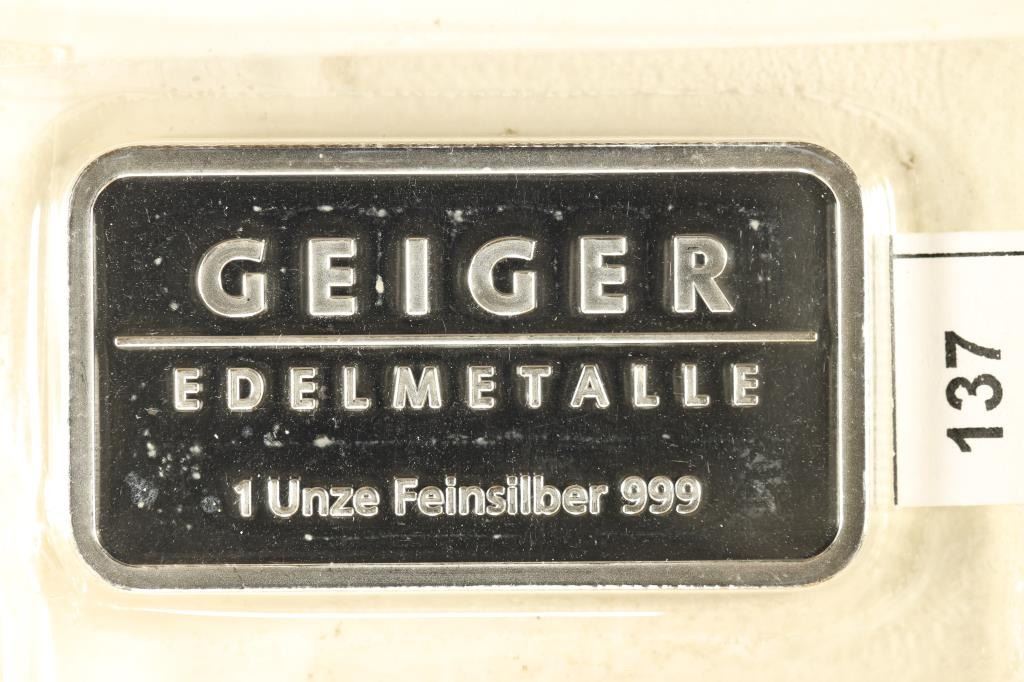 GEIGER
EDELMETALLE
1 Unze Feinsilber 999
137